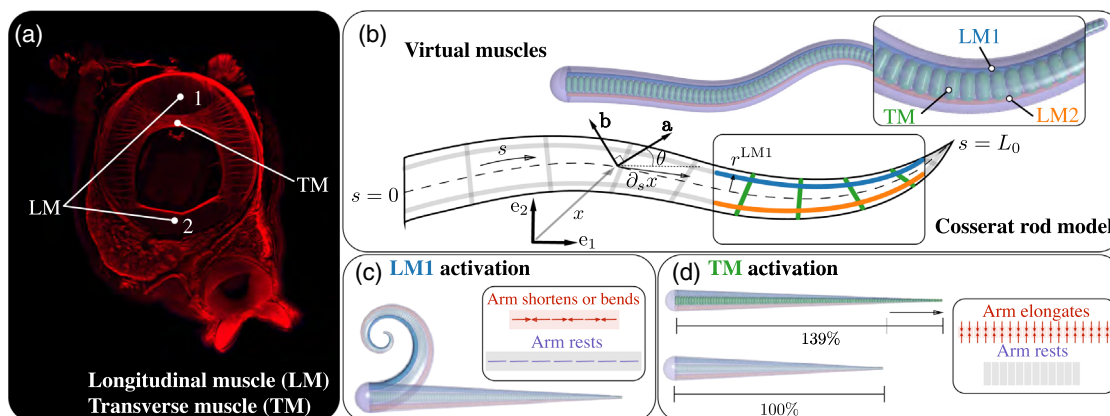 (a)
1
TM
LM
2
Longitudinal muscle (LM)
Transverse muscle (TM)
(b)
Virtual muscles
LM1
TM
LM2
b
a
θ
s
∂ₛx
x
s = 0
e₂
e₁
r^LM1
s = L₀
Cosserat rod model
(c) LM1 activation
Arm shortens or bends
Arm rests
(d) TM activation
139%
100%
Arm elongates
Arm rests